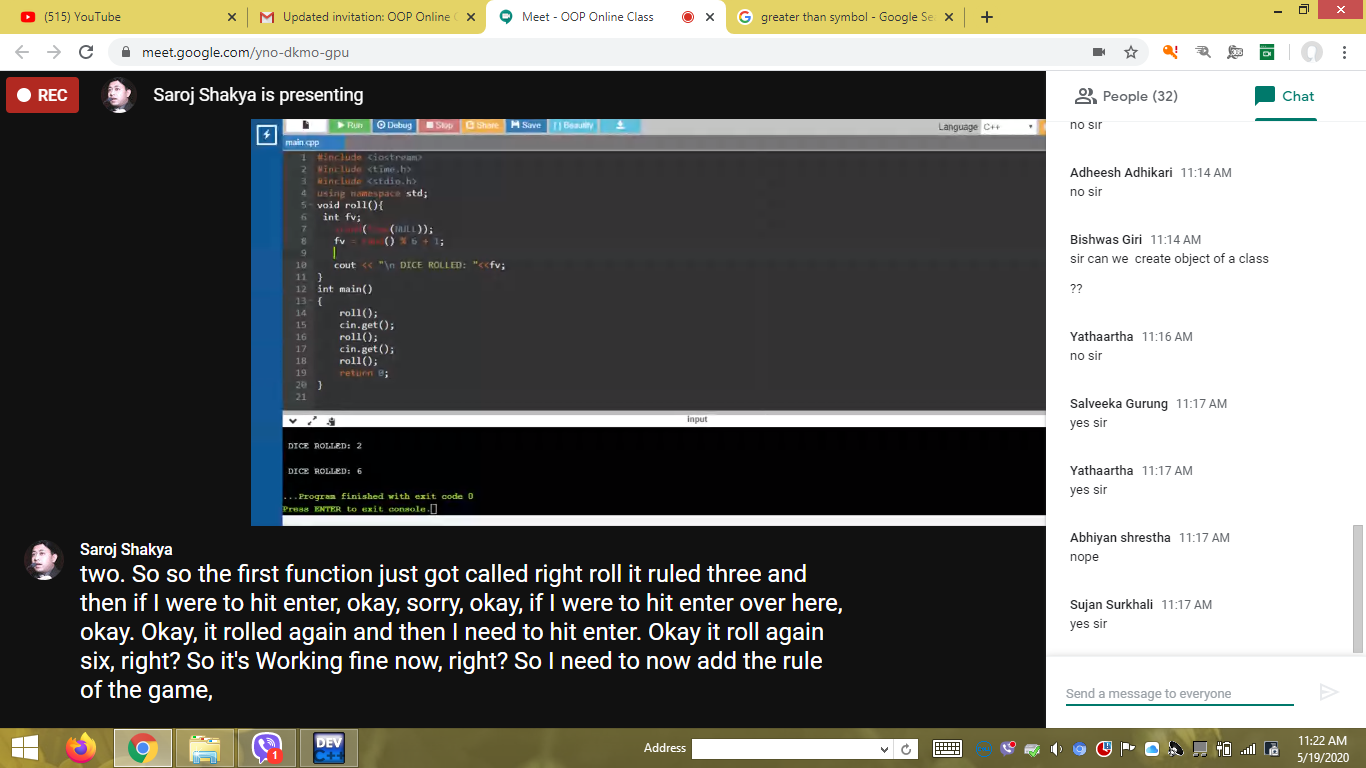 (515) YouTube
Updated invitation: OOP Online C
Meet - OOP Online Class
greater than symbol - Google Se
meet.google.com/yno-dkmo-gpu
REC
Saroj Shakya is presenting
People (32)
Chat
Run Debug Stop Share Save { } Beautify
Language C++
main.cpp
1 #include <iostream>
2 #include <time.h>
3 #include <stdio.h>
4 using namespace std;
5 void roll(){
6 int fv;
7 (NULL));
8 fv = rand() % 6 + 1;
9
10 cout << "\n DICE ROLLED: "<<fv;
11 }
12 int main()
13 {
14 roll();
15 cin.get();
16 roll();
17 cin.get();
18 roll();
19 return 0;
20 }
21
input
DICE ROLLED: 2
DICE ROLLED: 6
...Program finished with exit code 0
Press ENTER to exit console.
Saroj Shakya
two. So so the first function just got called right roll it ruled three and
then if I were to hit enter, okay, sorry, okay, if I were to hit enter over here,
okay. Okay, it rolled again and then I need to hit enter. Okay it roll again
six, right? So it's Working fine now, right? So I need to now add the rule
of the game,
no sir
Adheesh Adhikari 11:14 AM
no sir
Bishwas Giri 11:14 AM
sir can we create object of a class
??
Yathaartha 11:16 AM
no sir
Salveeka Gurung 11:17 AM
yes sir
Yathaartha 11:17 AM
yes sir
Abhiyan shrestha 11:17 AM
nope
Sujan Surkhali 11:17 AM
yes sir
Send a message to everyone
1
DEV
C++
Address
11:22 AM
5/19/2020